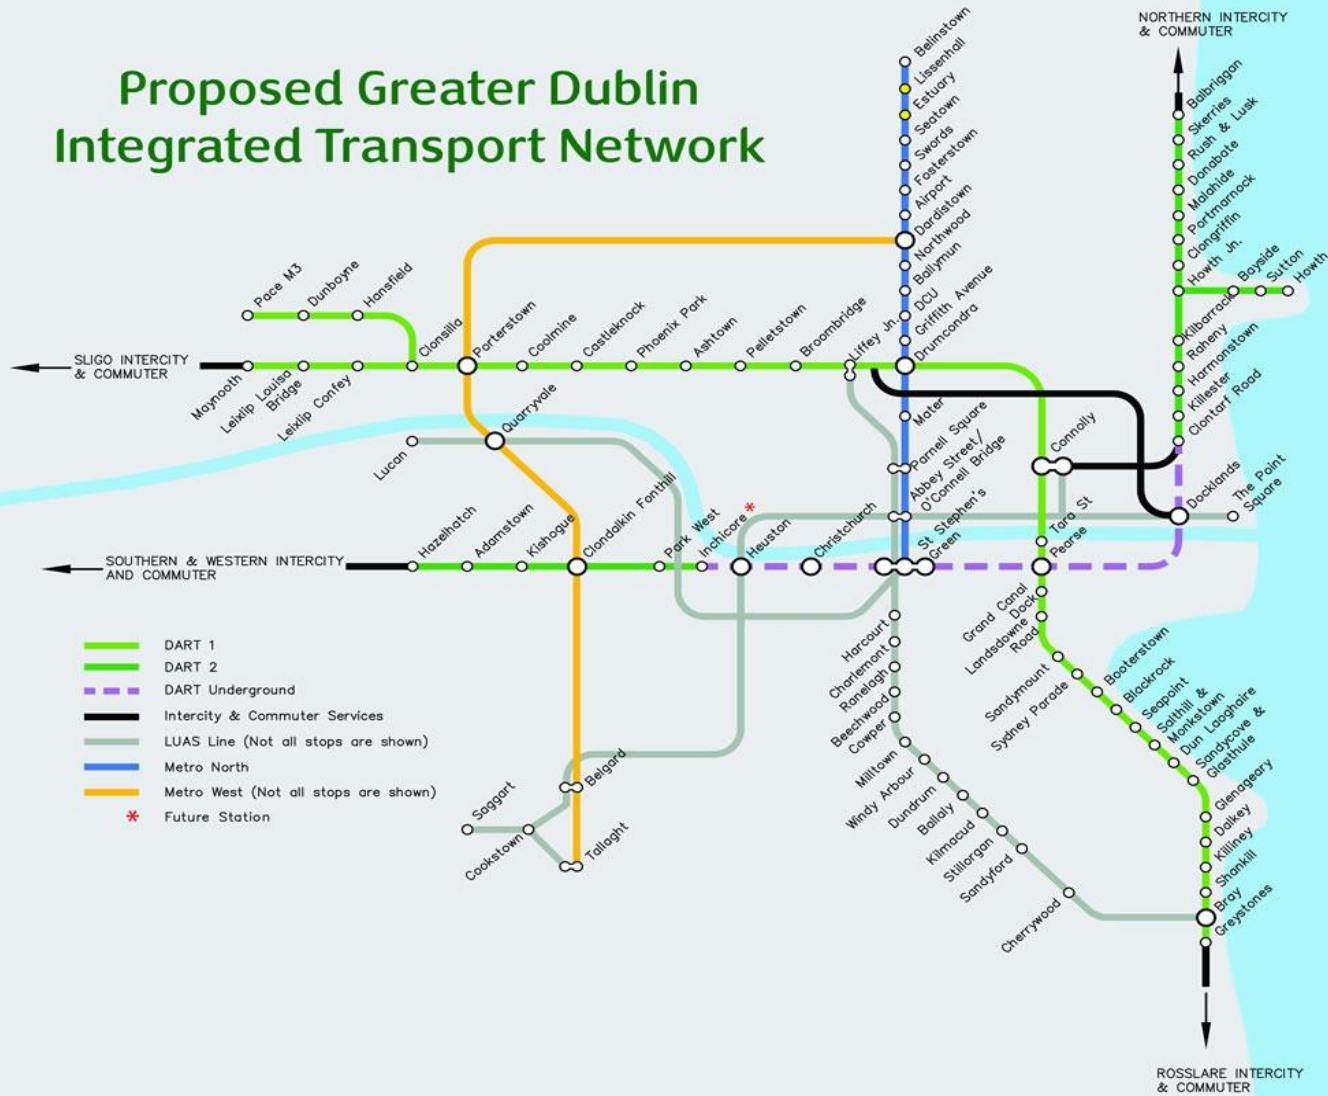 Proposed Greater Dublin
Integrated Transport Network
NORTHERN INTERCITY
& COMMUTER
Belinstown
Lissenhall
Estuary
Seatown
Swords
Fosterstown
Airport
Dardistown
Northwood
Ballymun
DCU
Griffith Avenue
Drumcondra
Mater
Parnell Square
Abbey Street/
O'Connell Bridge
St Stephen's
Green
Balbriggan
Skerries
Rush & Lusk
Donabate
Malahide
Portmarnock
Clongriffin
Howth Jn.
Bayside
Sutton
Howth
Kilbarrack
Raheny
Harmonstown
Killester
Clontarf Road
Pace M3
Dunboyne
Hansfield
SLIGO INTERCITY
& COMMUTER
Maynooth
Leixlip Louisa
Bridge
Leixlip Confey
Clonsilla
Porterstown
Coolmine
Castleknock
Phoenix Park
Ashtown
Pelletstown
Broombridge
Liffey Jn.
Connolly
Docklands
The Point
Square
Tara St
Pearse
Lucan
Quarryvale
SOUTHERN & WESTERN INTERCITY
AND COMMUTER
Hazelhatch
Adamstown
Kishogue
Clondalkin Fonthill
Park West
Inchicore *
Heuston
Christchurch
Grand Canal
Dock
Landsdowne
Road
Sandymount
Sydney Parade
Booterstown
Blackrock
Seapoint
Salthill &
Monkstown
Dun Laoghaire
Sandycove &
Glasthule
Glenageary
Dalkey
Killiney
Shankill
Bray
Greystones
Harcourt
Charlemont
Ranelagh
Beechwood
Cowper
Milltown
Windy Arbour
Dundrum
Ballaly
Kilmacud
Stillorgan
Sandyford
Cherrywood
Belgard
Saggart
Cookstown
Tallaght
DART 1
DART 2
DART Underground
Intercity & Commuter Services
LUAS Line (Not all stops are shown)
Metro North
Metro West (Not all stops are shown)
* Future Station
ROSSLARE INTERCITY
& COMMUTER